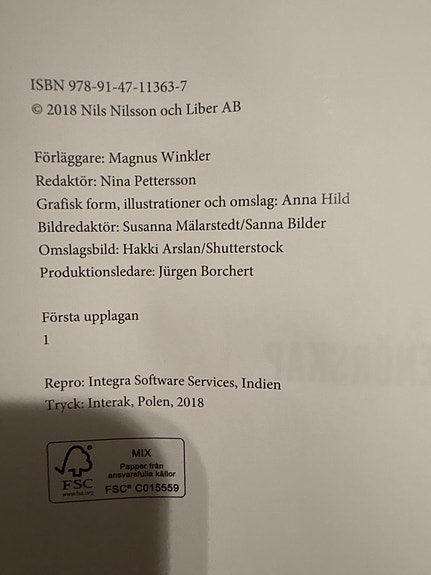 ISBN 978-91-47-11363-7
© 2018 Nils Nilsson och Liber AB
Förläggare: Magnus Winkler
Redaktör: Nina Pettersson
Grafisk form, illustrationer och omslag: Anna Hild
Bildredaktör: Susanna Mälarstedt/Sanna Bilder
Omslagsbild: Hakki Arslan/Shutterstock
Produktionsledare: Jürgen Borchert
Första upplagan
1
Repro: Integra Software Services, Indien
Tryck: Interak, Polen, 2018
MIX
Papper från
ansvarsfulla källor
FSC® C015559
FSC
www.fsc.org